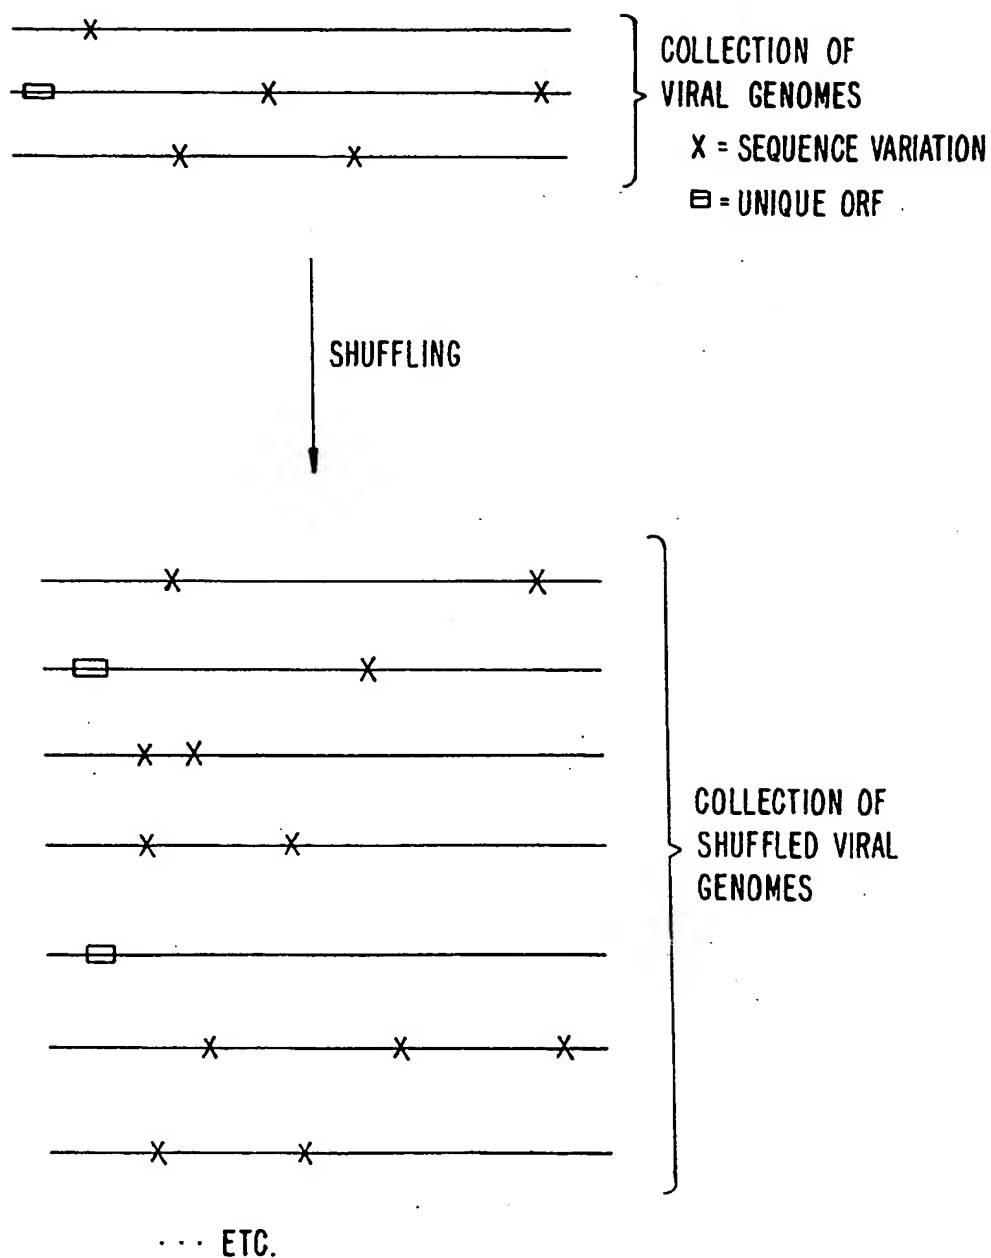 COLLECTION OF
VIRAL GENOMES
X = SEQUENCE VARIATION
= UNIQUE ORF
SHUFFLING
COLLECTION OF
SHUFFLED VIRAL
GENOMES
... ETC.